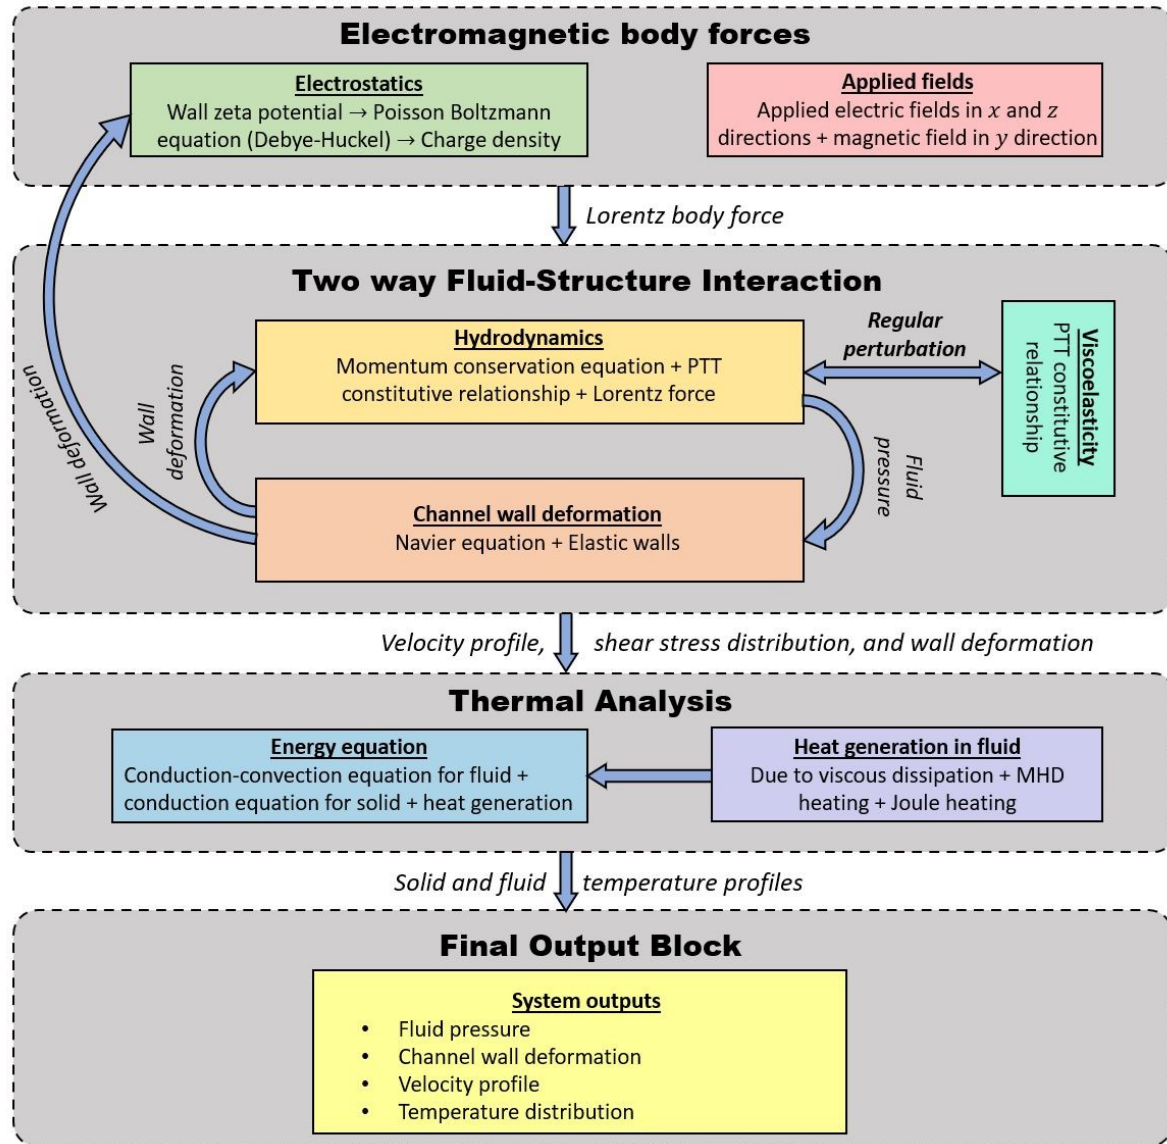 Electromagnetic body forces
Electrostatics
Wall zeta potential → Poisson Boltzmann
equation (Debye-Huckel) → Charge density
Applied fields
Applied electric fields in x and z
directions + magnetic field in y direction
Lorentz body force
Two way Fluid-Structure Interaction
Hydrodynamics
Momentum conservation equation + PTT
constitutive relationship + Lorentz force
Regular
perturbation
Viscoelasticity
PTT constitutive
relationship
Wall deformation
Wall
deformation
Fluid
pressure
Channel wall deformation
Navier equation + Elastic walls
Velocity profile, shear stress distribution, and wall deformation
Thermal Analysis
Energy equation
Conduction-convection equation for fluid +
conduction equation for solid + heat generation
Heat generation in fluid
Due to viscous dissipation + MHD
heating + Joule heating
Solid and fluid temperature profiles
Final Output Block
System outputs
• Fluid pressure
• Channel wall deformation
• Velocity profile
• Temperature distribution